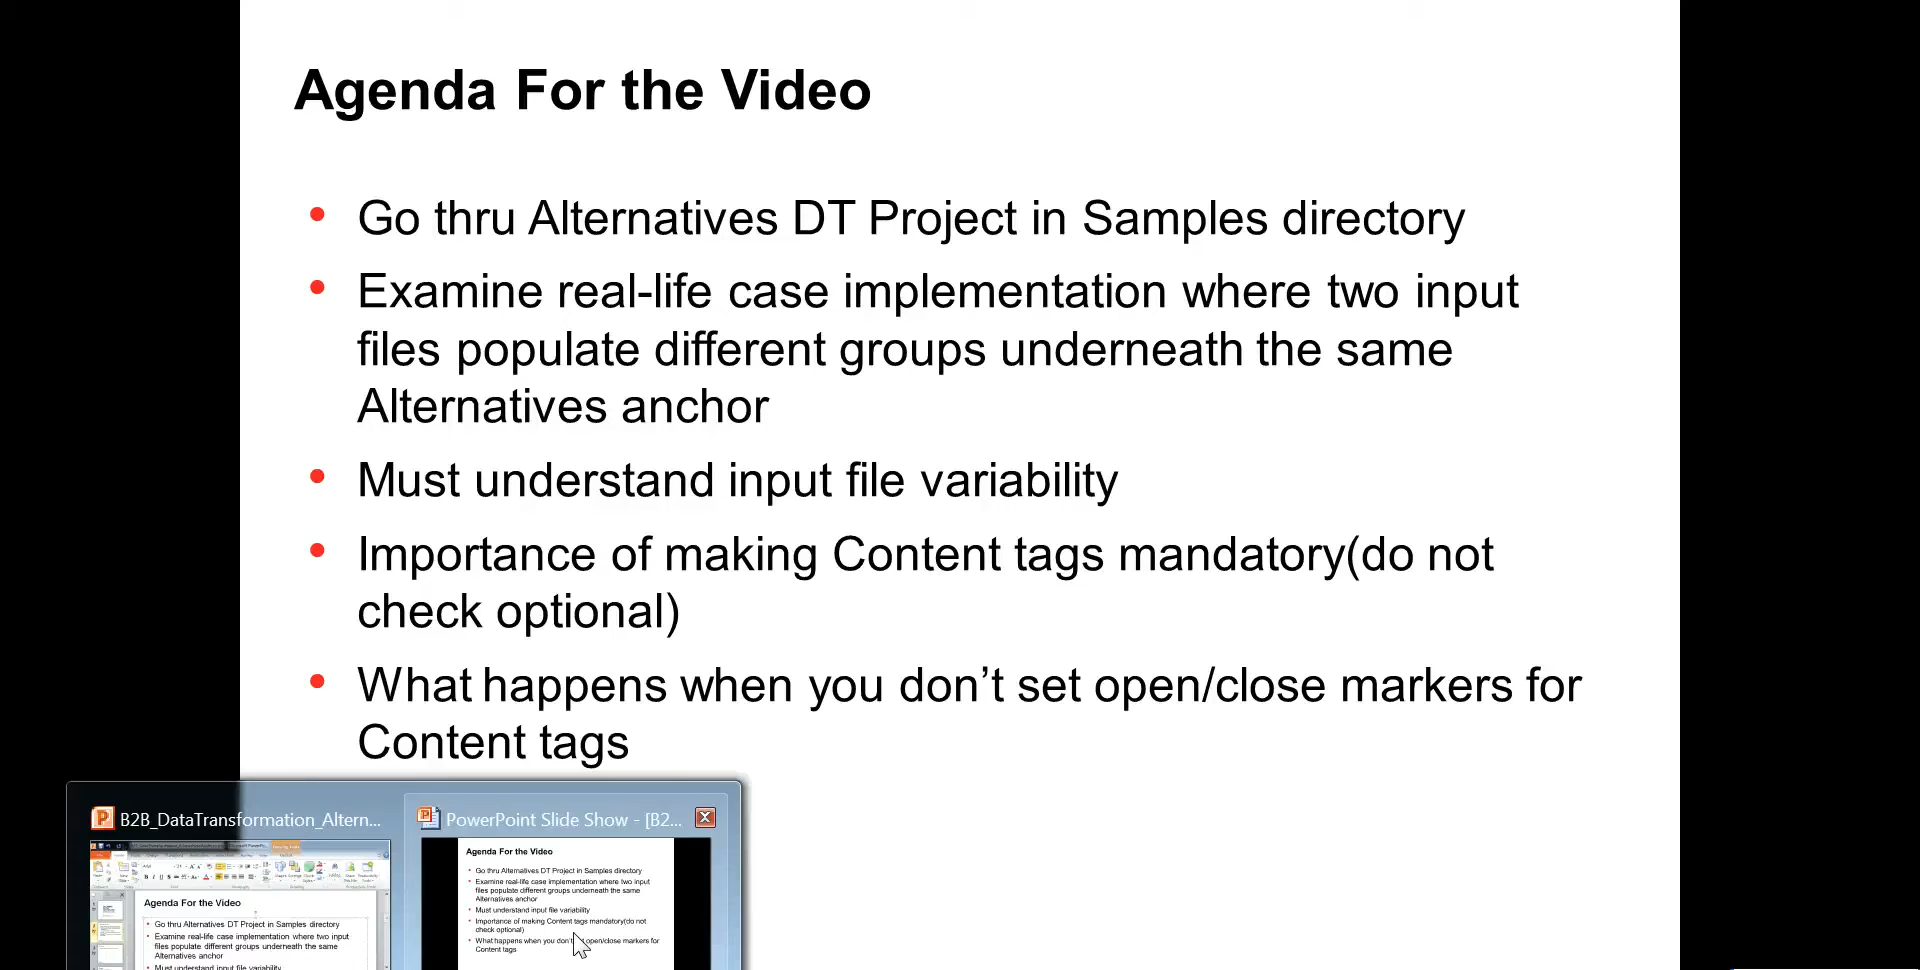 Agenda For the Video
• Go thru Alternatives DT Project in Samples directory
• Examine real-life case implementation where two input
files populate different groups underneath the same
Alternatives anchor
• Must understand input file variability
• Importance of making Content tags mandatory(do not
check optional)
• What happens when you don’t set open/close markers for
Content tags
B2B_DataTransformation_Altern...
PowerPoint Slide Show - [B2...
Agenda For the Video
• Go thru Alternatives DT Project in Samples directory
• Examine real-life case implementation where two input
files populate different groups underneath the same
Alternatives anchor
• Must understand input file variability
Agenda For the Video
• Go thru Alternatives DT Project in Samples directory
• Examine real-life case implementation where two input
files populate different groups underneath the same
Alternatives anchor
• Must understand input file variability
• Importance of making Content tags mandatory(do not
check optional)
• What happens when you don’t open/close markers for
Content tags